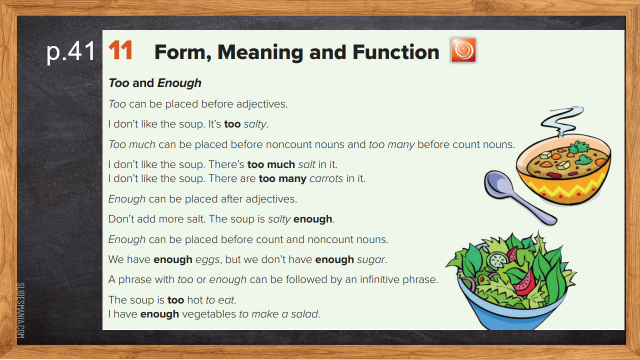 p.41
11 Form, Meaning and Function
Too and Enough
Too can be placed before adjectives.
I don't like the soup. It's too salty.
Too much can be placed before noncount nouns and too many before count nouns.
I don't like the soup. There's too much salt in it.
I don't like the soup. There are too many carrots in it.
Enough can be placed after adjectives.
Don't add more salt. The soup is salty enough.
Enough can be placed before count and noncount nouns.
We have enough eggs, but we don't have enough sugar.
A phrase with too or enough can be followed by an infinitive phrase.
The soup is too hot to eat.
I have enough vegetables to make a salad.
SLIDESMANIA.COM